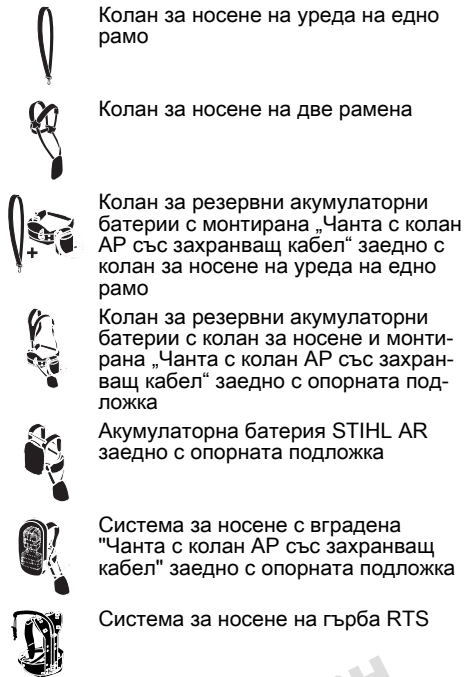 Колан за носене на уреда на едно
рамо
Колан за носене на две рамена
Колан за резервни акумулаторни
батерии с монтирана „Чанта с колан
AP със захранващ кабел“ заедно с
колан за носене на уреда на едно
рамо
Колан за резервни акумулаторни
батерии с колан за носене и монти-
рана „Чанта с колан AP със захран-
ващ кабел“ заедно с опорната под-
ложка
Акумулаторна батерия STIHL AR
заедно с опорната подложка
Система за носене с вградена
"Чанта с колан AP със захранващ
кабел" заедно с опорната подложка
Система за носене на гърба RTS